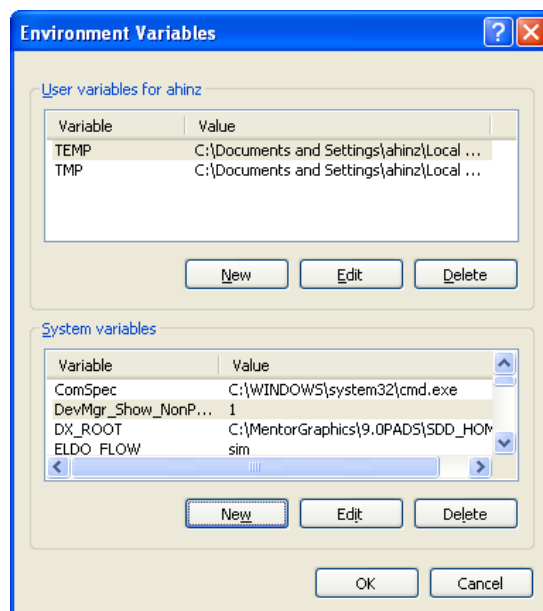 Environment Variables
User variables for ahinz
Variable Value
TEMP C:\Documents and Settings\ahinz\Local ...
TMP C:\Documents and Settings\ahinz\Local ...
New Edit Delete
System variables
Variable Value
ComSpec C:\WINDOWS\system32\cmd.exe
DevMgr_Show_NonP... 1
DX_ROOT C:\MentorGraphics\9.0PADS\SDD_HOM
ELDO_FLOW sim
New Edit Delete
OK Cancel